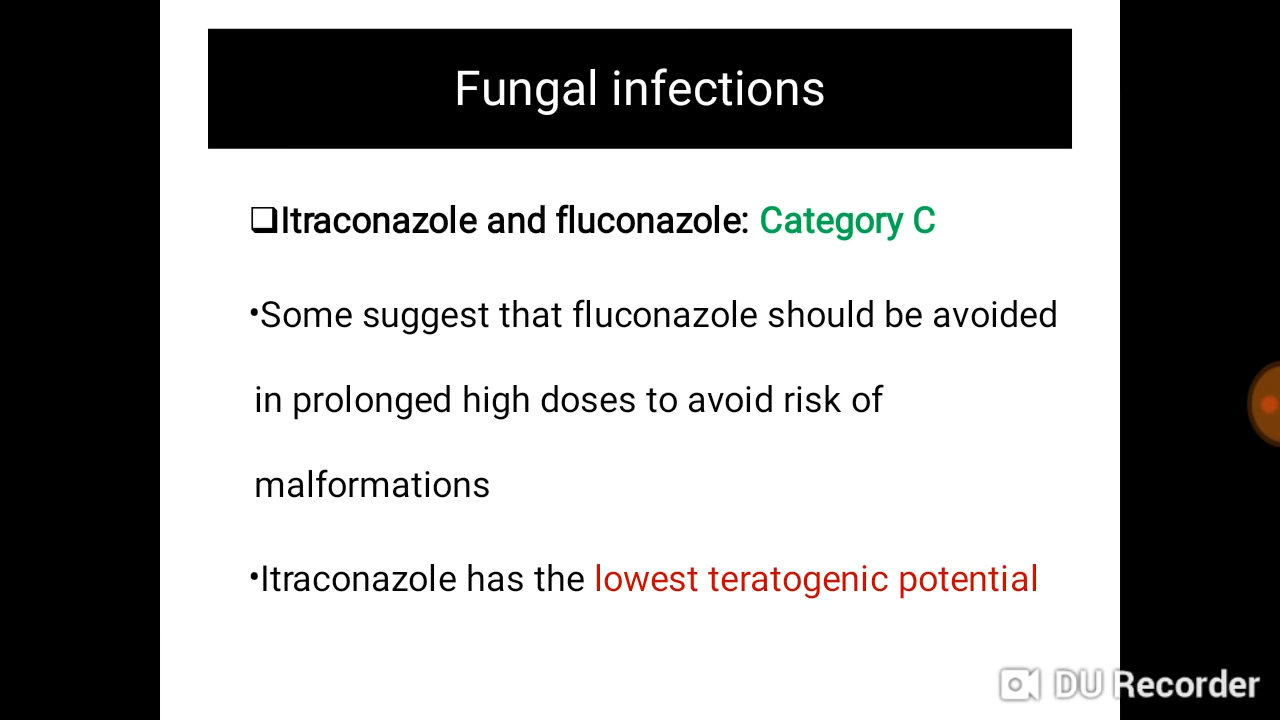 Fungal infections
❑Itraconazole and fluconazole: Category C
•Some suggest that fluconazole should be avoided
in prolonged high doses to avoid risk of
malformations
•Itraconazole has the lowest teratogenic potential
DU Recorder